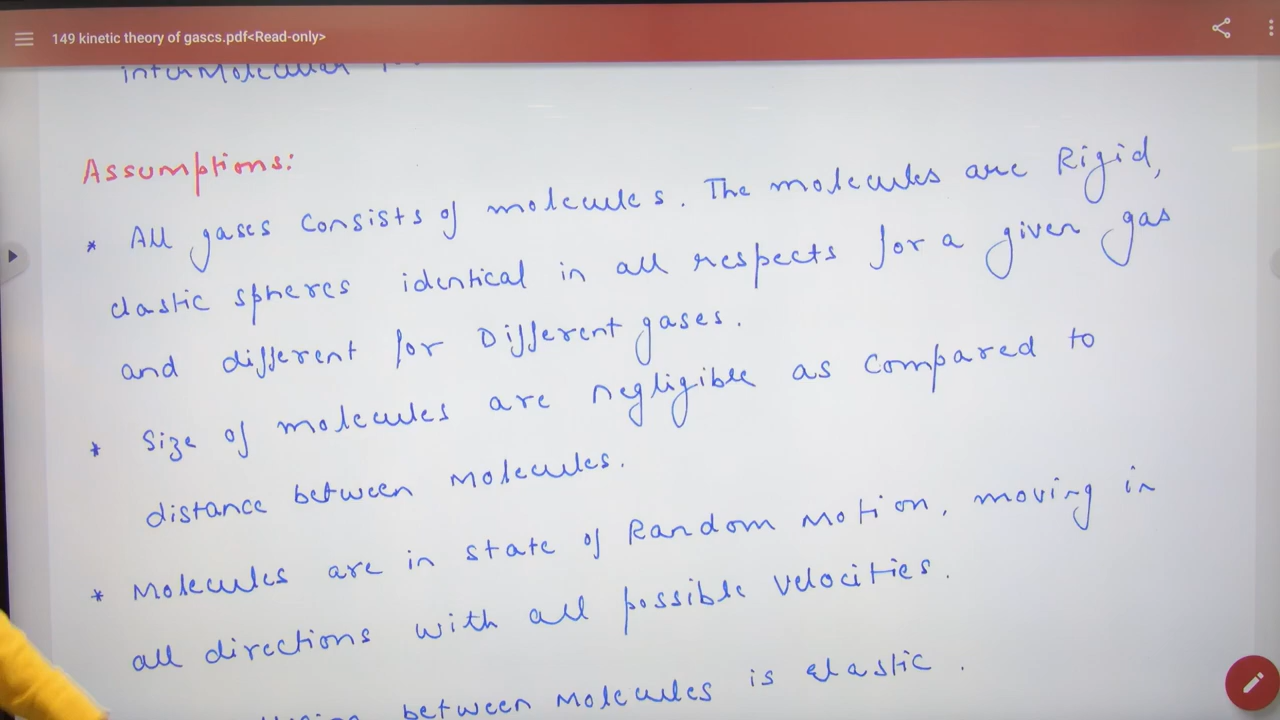 149 kinetic theory of gascs.pdf<Read-only>
interMolecular
Assumptions:
* All gases consists of molecules. The molecules are Rigid,
elastic spheres identical in all respects for a given gas
and different for Different gases.
* Size of molecules are negligible as compared to
distance between Molecules.
* Molecules are in state of Random Motion, moving in
all directions with all possible velocities.
between Molecules is elastic.